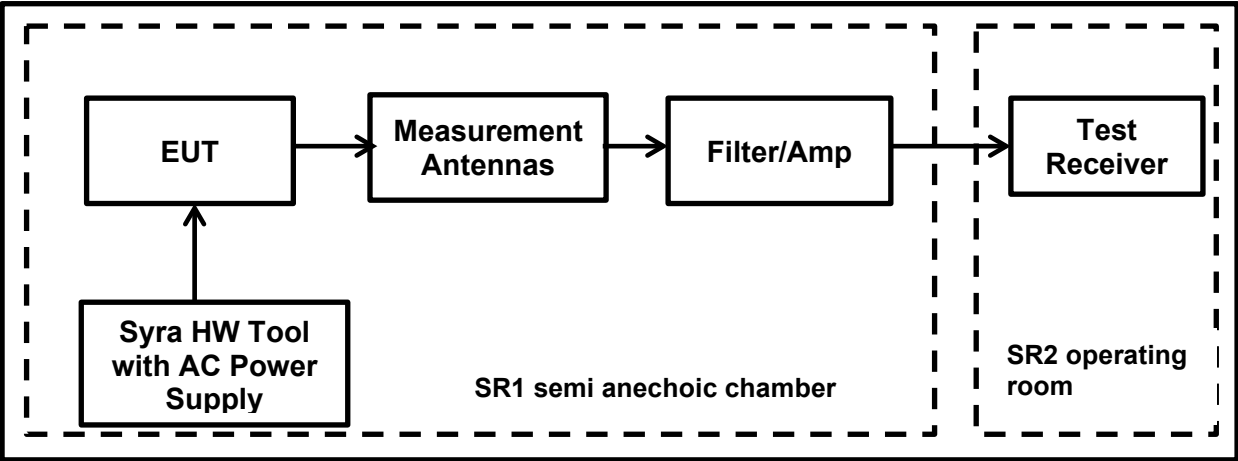 EUT
Measurement
Antennas
Filter/Amp
Test
Receiver
Syra HW Tool
with AC Power
Supply
SR1 semi anechoic chamber
SR2 operating
room